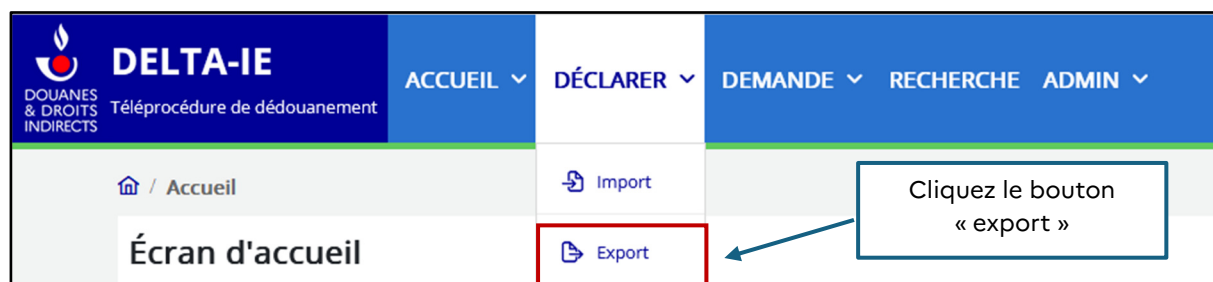 DOUANES
& DROITS
INDIRECTS
DELTA-IE
Téléprocédure de dédouanement
ACCUEIL
DÉCLARER
DEMANDE
RECHERCHE
ADMIN
/ Accueil
Import
Écran d'accueil
Export
Cliquez le bouton
« export »